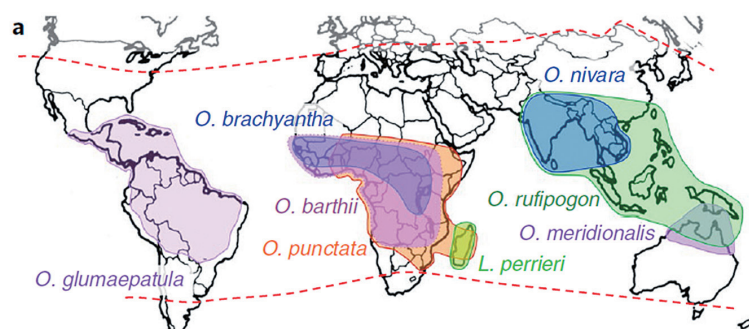 a
O. nivara
O. brachyantha
O. barthii
O. rufipogon
O. punctata
O. meridionalis
L. perrieri
O. glumaepatula